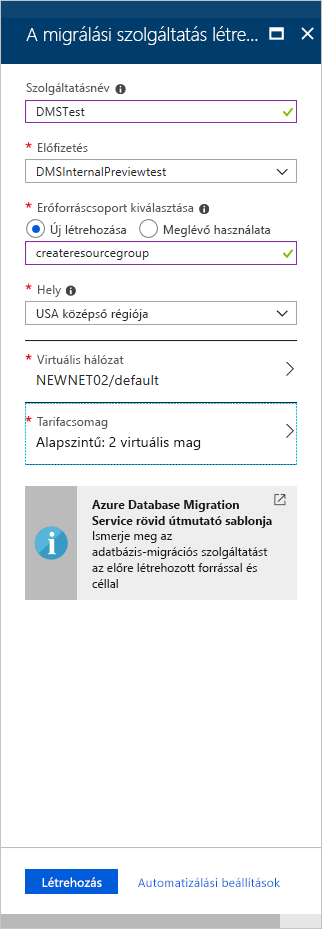 A migrálási szolgáltatás létre...
Szolgáltatásnév
DMSTest
* Előfizetés
DMSInternalPreviewtest
* Erőforráscsoport kiválasztása
Új létrehozása Meglévő használata
createresourcegroup
* Hely
USA középső régiója
* Virtuális hálózat
NEWNET02/default
* Tarifacsomag
Alapszintű: 2 virtuális mag
Azure Database Migration
Service rövid útmutató sablonja
Ismerje meg az
adatbázis-migrációs szolgáltatást
az előre létrehozott forrással és
céllal
Létrehozás Automatizálási beállítások